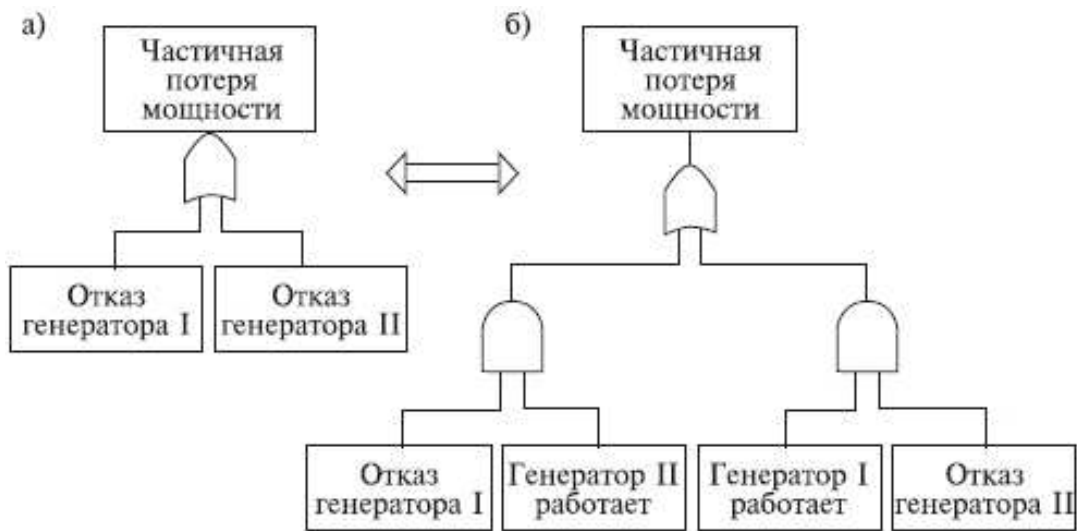 а)
Частичная
потеря
мощности
Отказ
генератора I
Отказ
генератора II
б)
Частичная
потеря
мощности
Отказ
генератора I
Генератор II
работает
Генератор I
работает
Отказ
генератора II